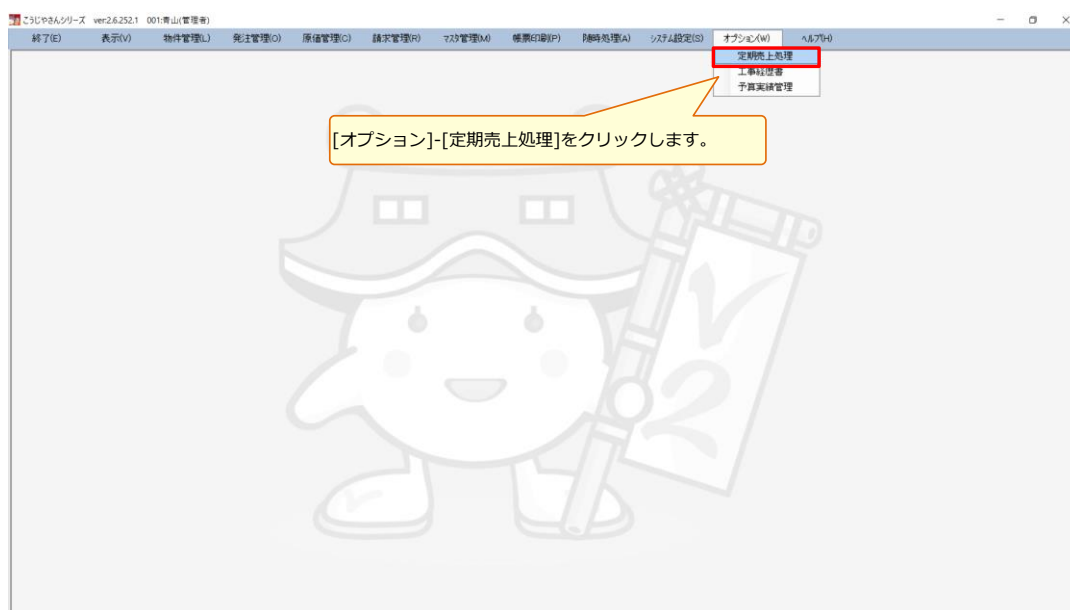 こうじやさんシリーズ ver:2.6.252.1 001:青山(管理者)
終了(E) 表示(V) 物件管理(L) 発注管理(O) 原価管理(C) 請求管理(R) マスタ管理(M) 帳票印刷(P) 随時処理(A) システム設定(S) オプション(W) ヘルプ(H)
定期売上処理
工事経歴書
予算実績管理
[オプション]-[定期売上処理]をクリックします。
V2